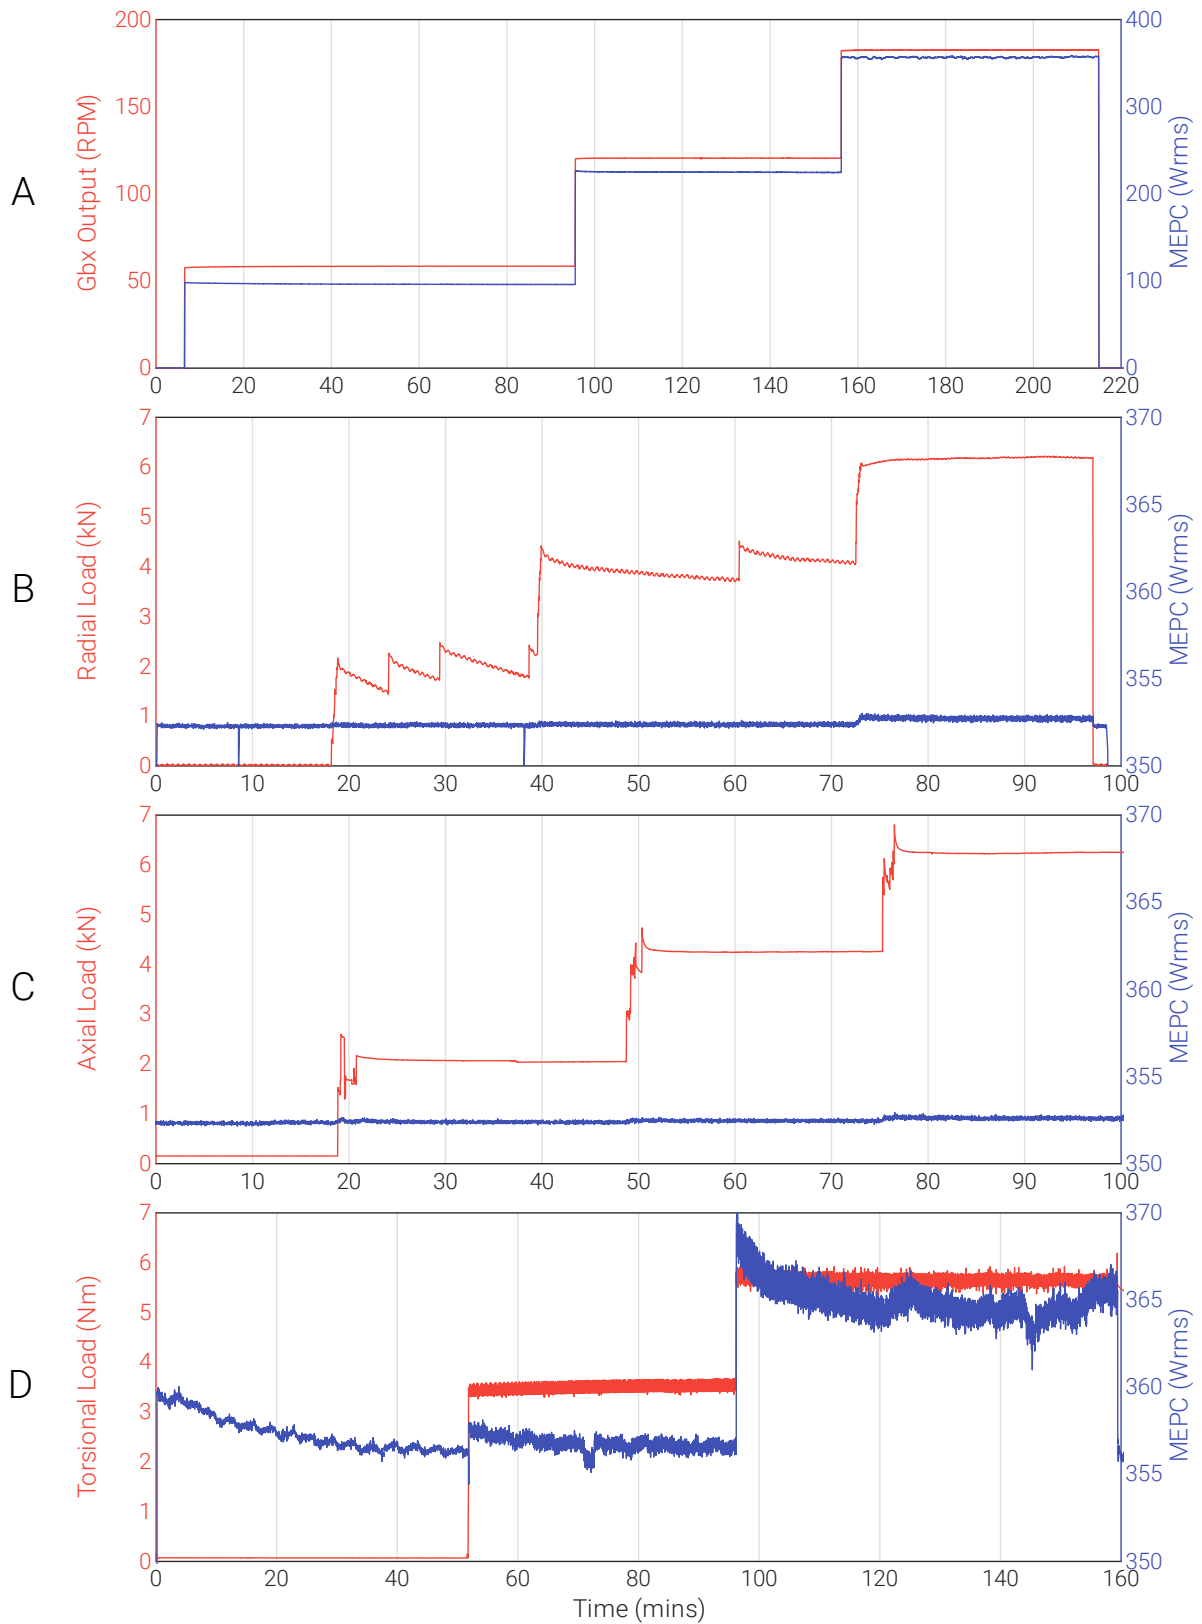 A
Gbx Output (RPM)
200
150
100
50
0
MEPC (Wrms)
400
300
200
100
0
0 20 40 60 80 100 120 140 160 180 200 220
B
Radial Load (kN)
7
6
5
4
3
2
1
0
MEPC (Wrms)
370
365
360
355
350
0 10 20 30 40 50 60 70 80 90 100
C
Axial Load (kN)
7
6
5
4
3
2
1
0
MEPC (Wrms)
370
365
360
355
350
0 10 20 30 40 50 60 70 80 90 100
D
Torsional Load (Nm)
7
6
5
4
3
2
1
0
MEPC (Wrms)
370
365
360
355
350
0 20 40 60 80 100 120 140 160
Time (mins)